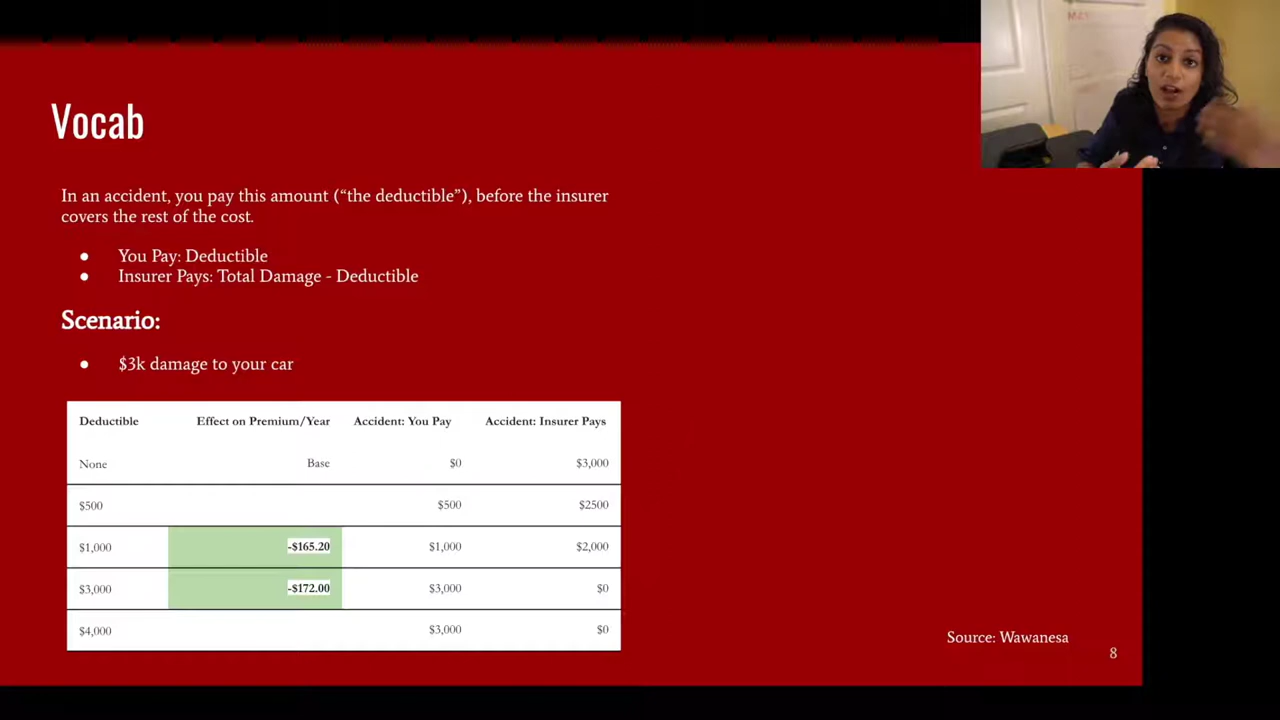 MAY
Vocab
In an accident, you pay this amount (“the deductible”), before the insurer
covers the rest of the cost.
● You Pay: Deductible
● Insurer Pays: Total Damage - Deductible
Scenario:
● $3k damage to your car
Deductible Effect on Premium/Year Accident: You Pay Accident: Insurer Pays
None Base $0 $3,000
$500 $500 $2500
$1,000 -$165.20 $1,000 $2,000
$3,000 -$172.00 $3,000 $0
$4,000 $3,000 $0
Source: Wawanesa
8